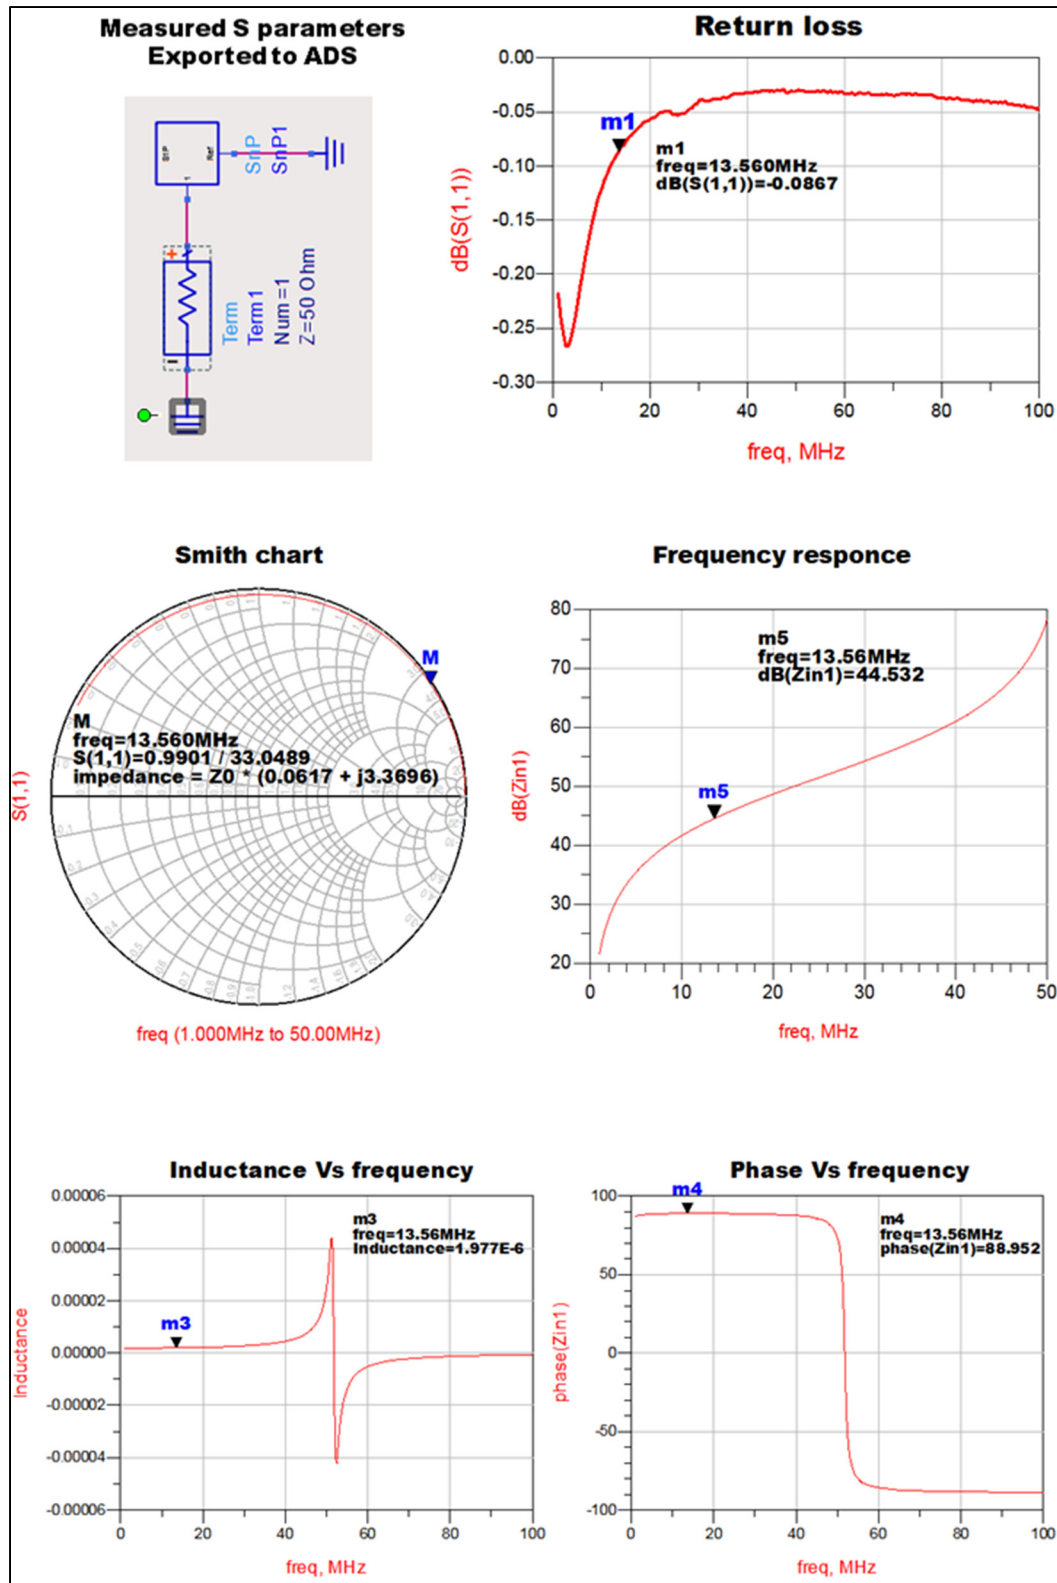 Measured S parameters
Exported to ADS
S1P
Ref
1
SnP
SnP1
Term
Term1
Num=1
Z=50 Ohm
Return loss
0.00
-0.05
-0.10
-0.15
-0.20
-0.25
-0.30
dB(S(1,1))
m1
m1
freq=13.560MHz
dB(S(1,1))=-0.0867
0 20 40 60 80 100
freq, MHz
Smith chart
S(1,1)
M
M
freq=13.560MHz
S(1,1)=0.9901 / 33.0489
impedance = Z0 * (0.0617 + j3.3696)
freq (1.000MHz to 50.00MHz)
Frequency responce
80
70
60
50
40
30
20
dB(Zin1)
m5
freq=13.56MHz
dB(Zin1)=44.532
m5
0 10 20 30 40 50
freq, MHz
Inductance Vs frequency
0.00006
0.00004
0.00002
0.00000
-0.00002
-0.00004
-0.00006
Inductance
m3
freq=13.56MHz
Inductance=1.977E-6
m3
0 20 40 60 80 100
freq, MHz
Phase Vs frequency
100
50
0
-50
-100
phase(Zin1)
m4
m4
freq=13.56MHz
phase(Zin1)=88.952
0 20 40 60 80 100
freq, MHz